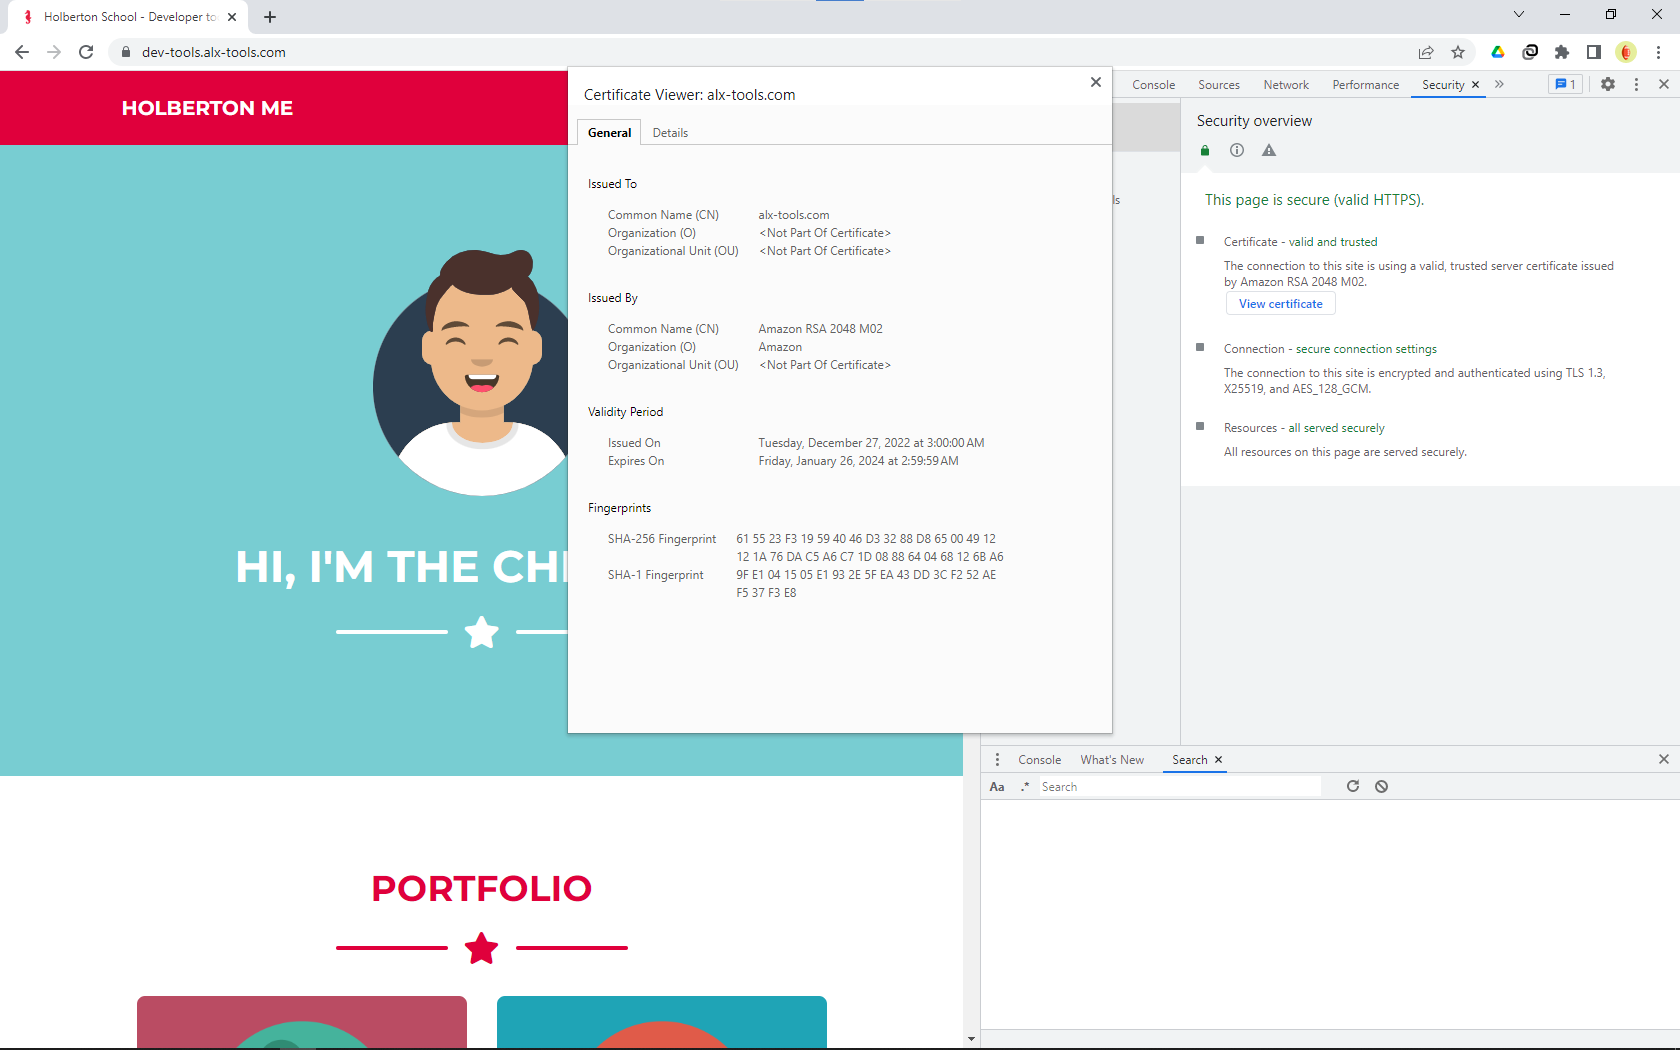 Holberton School - Developer to
dev-tools.alx-tools.com
HOLBERTON ME
HI, I'M THE CH
PORTFOLIO
Certificate Viewer: alx-tools.com
General Details
Issued To
Common Name (CN) alx-tools.com
Organization (O) <Not Part Of Certificate>
Organizational Unit (OU) <Not Part Of Certificate>
Issued By
Common Name (CN) Amazon RSA 2048 M02
Organization (O) Amazon
Organizational Unit (OU) <Not Part Of Certificate>
Validity Period
Issued On Tuesday, December 27, 2022 at 3:00:00 AM
Expires On Friday, January 26, 2024 at 2:59:59 AM
Fingerprints
SHA-256 Fingerprint 61 55 23 F3 19 59 40 46 D3 32 88 D8 65 00 49 12
12 1A 76 DA C5 A6 C7 1D 08 88 64 04 68 12 6B A6
SHA-1 Fingerprint 9F E1 04 15 05 E1 93 2E 5F EA 43 DD 3C F2 52 AE
F5 37 F3 E8
ls
Console Sources Network Performance Security 1
Security overview
This page is secure (valid HTTPS).
Certificate - valid and trusted
The connection to this site is using a valid, trusted server certificate issued
by Amazon RSA 2048 M02.
View certificate
Connection - secure connection settings
The connection to this site is encrypted and authenticated using TLS 1.3,
X25519, and AES_128_GCM.
Resources - all served securely
All resources on this page are served securely.
Console What's New Search
Aa .* Search